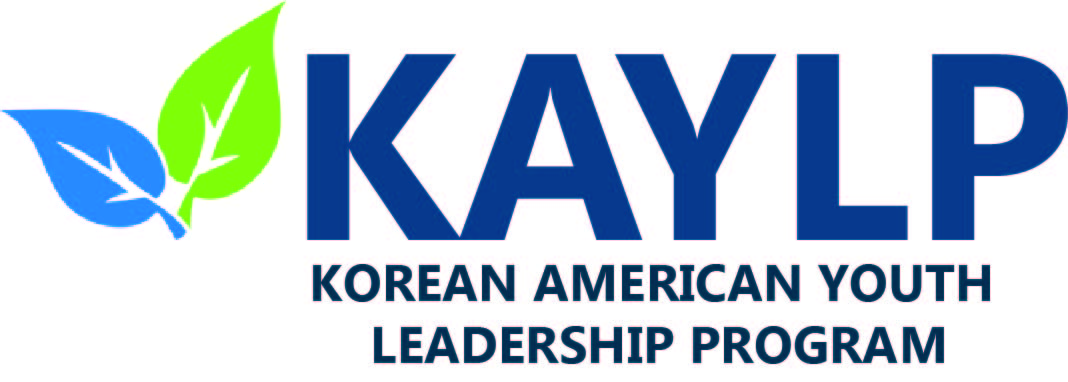 KAYLP
KOREAN AMERICAN YOUTH
LEADERSHIP PROGRAM